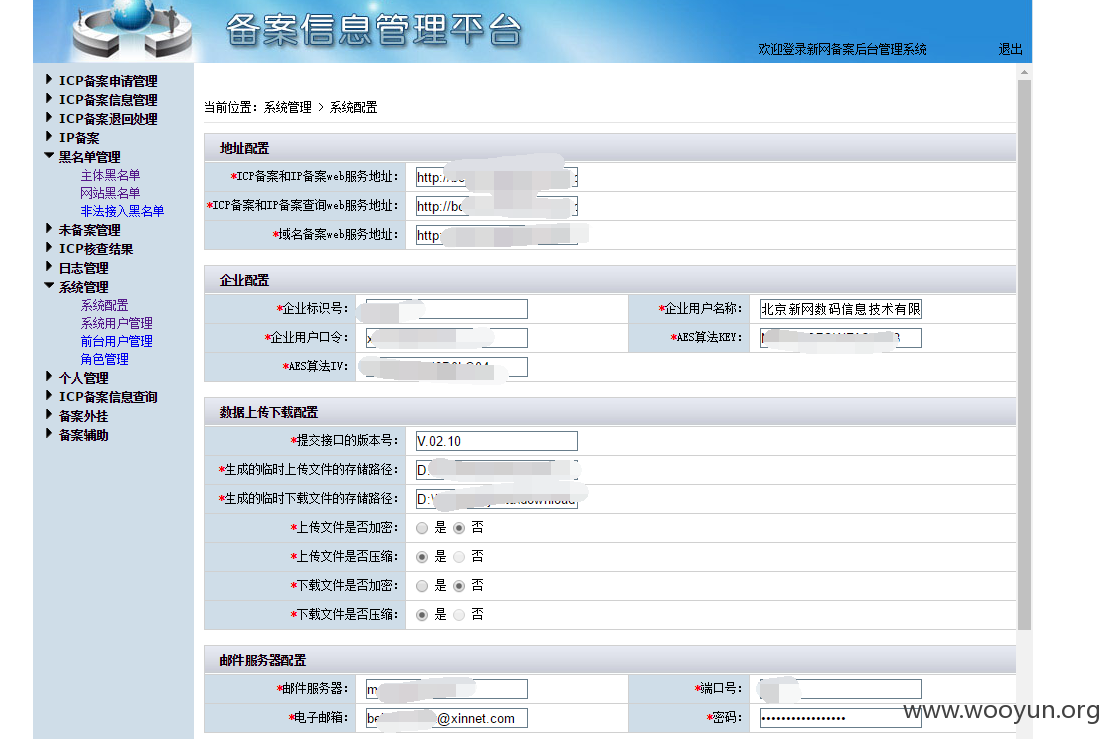 备案信息管理平台
欢迎登录新网备案后台管理系统 退出
ICP备案申请管理
ICP备案信息管理
ICP备案退回处理
IP备案
黑名单管理
主体黑名单
网站黑名单
非法接入黑名单
未备案管理
ICP核查结果
日志管理
系统管理
系统配置
系统用户管理
前台用户管理
角色管理
个人管理
ICP备案信息查询
备案外挂
备案辅助
当前位置：系统管理 > 系统配置
地址配置
*ICP备案和IP备案web服务地址： http://
*ICP备案和IP备案查询web服务地址： http://bo
*域名备案web服务地址： http:
企业配置
*企业标识号： *企业用户名称： 北京新网数码信息技术有限
*企业用户口令： x *AES算法KEY：
*AES算法IV：
数据上传下载配置
*提交接口的版本号： V.02.10
*生成的临时上传文件的存储路径： D:
*生成的临时下载文件的存储路径： D:\ \download
*上传文件是否加密： 是 否
*上传文件是否压缩： 是 否
*下载文件是否加密： 是 否
*下载文件是否压缩： 是 否
邮件服务器配置
*邮件服务器： m *端口号：
*电子邮箱： be @xinnet.com *密码： •••••••••••••••••
www.wooyun.org